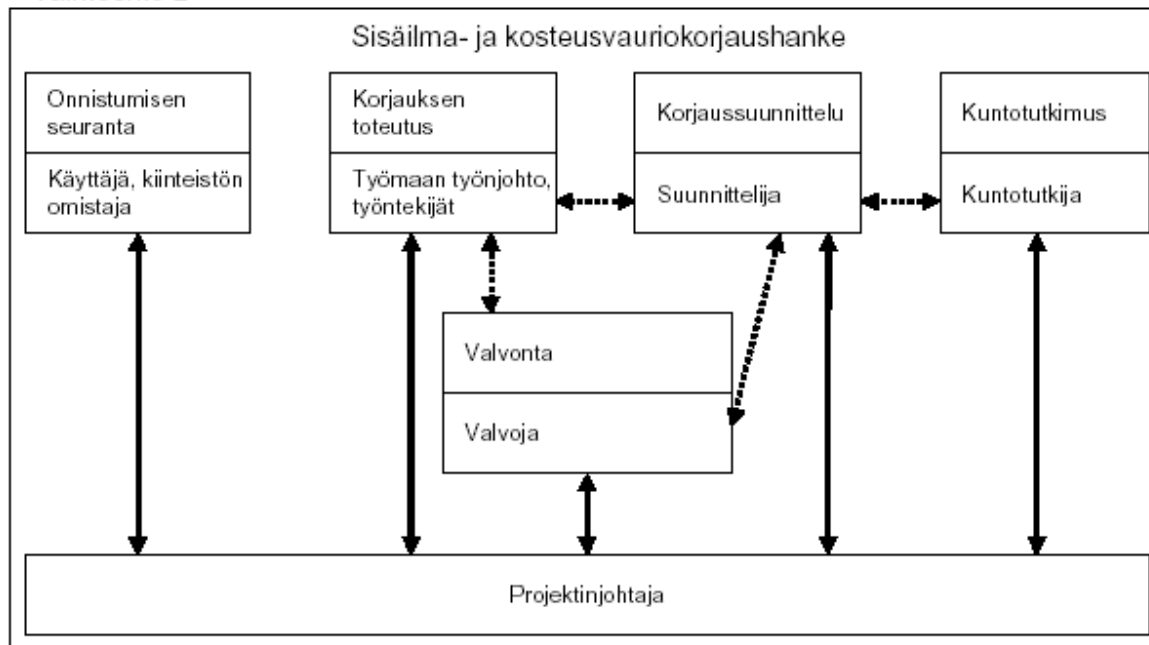 Sisäilma- ja kosteusvauriokorjaushanke
Onnistumisen
seuranta
Käyttäjä, kiinteistön
omistaja
Korjauksen
toteutus
Työmaan työnjohto,
työntekijät
Korjaussuunnittelu
Suunnittelija
Kuntotutkimus
Kuntotutkija
Valvonta
Valvoja
Projektinjohtaja